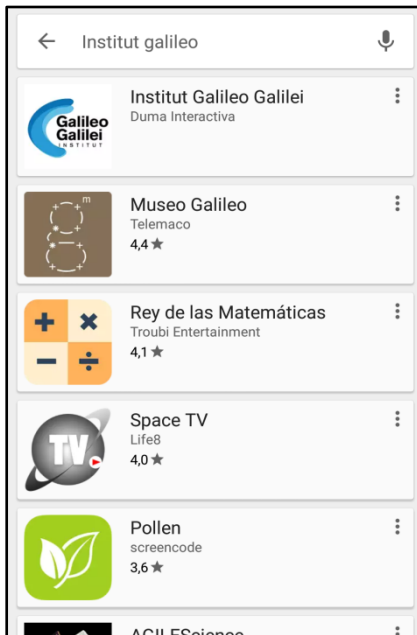 Institut galileo
Galileo
Galilei
INSTITUT
Institut Galileo Galilei
Duma Interactiva
m
g
Museo Galileo
Telemaco
4,4 ★
Rey de las Matemáticas
Troubi Entertainment
4,1 ★
TV
Space TV
Life8
4,0 ★
Pollen
screencode
3,6 ★
AGILEScience